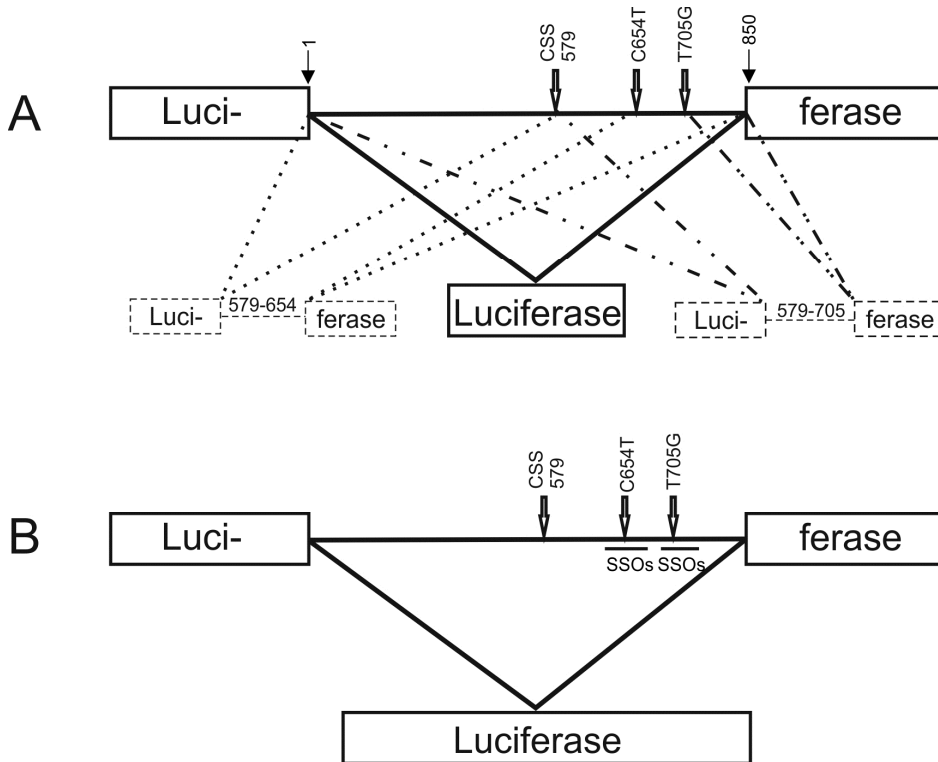 A
1
CSS
579
C654T
T705G
850
Luci-
ferase
Luci-
579-654
ferase
Luciferase
Luci-
579-705
ferase
B
CSS
579
C654T
T705G
Luci-
ferase
SSOs
SSOs
Luciferase